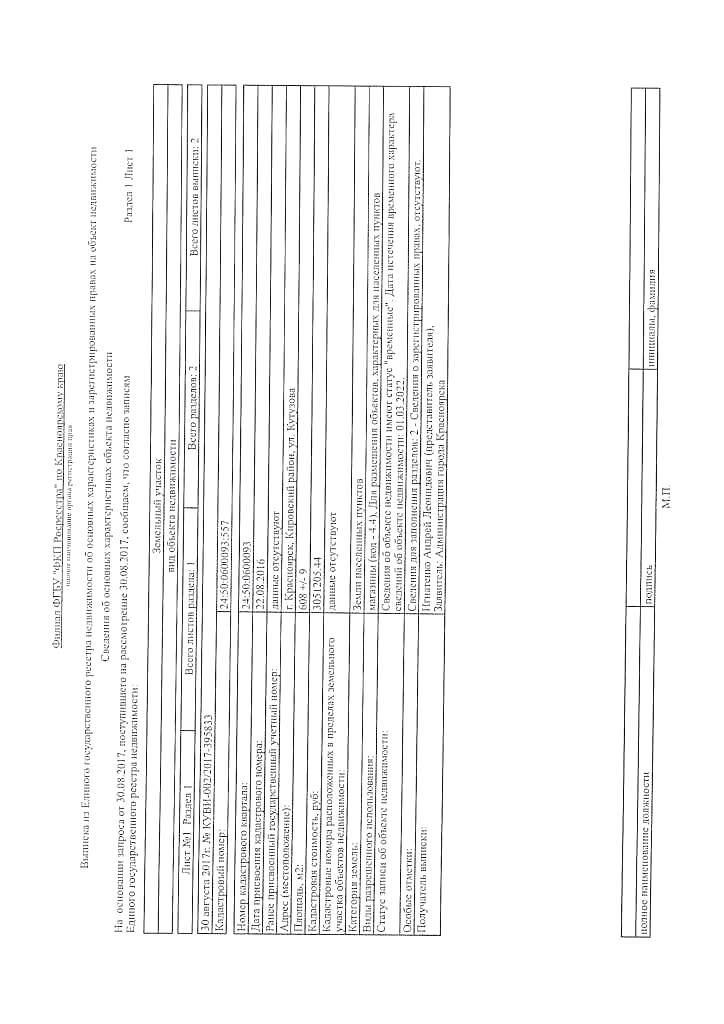 Филиал ФГБУ "ФКП Росреестра" по Красноярскому краю
полное наименование органа регистрации прав
Выписка из Единого государственного реестра недвижимости об основных характеристиках и зарегистрированных правах на объект недвижимости
Сведения об основных характеристиках объекта недвижимости
На основании запроса от 30.08.2017, поступившего на рассмотрение 30.08.2017, сообщаем, что согласно записям
Единого государственного реестра недвижимости:
Раздел 1 Лист 1
Земельный участок
вид объекта недвижимости
Лист №1 Раздел 1 Всего листов раздела: 1 Всего разделов: 2 Всего листов выписки: 2
30 августа 2017г. № КУВИ-002/2017-395833
Кадастровый номер: 24:50:0600093:557
Номер кадастрового квартала: 24:50:0600093
Дата присвоения кадастрового номера: 22.08.2016
Ранее присвоенный государственный учетный номер: данные отсутствуют
Адрес (местоположение): г. Красноярск, Кировский район, ул. Кутузова
Площадь, м2: 608 +/- 9
Кадастровая стоимость, руб: 3051205.44
Кадастровые номера расположенных в пределах земельного данные отсутствуют
участка объектов недвижимости:
Категория земель: Земли населенных пунктов
Виды разрешенного использования: магазины (код - 4.4), Для размещения объектов, характерных для населенных пунктов
Статус записи об объекте недвижимости: Сведения об объекте недвижимости имеют статус "временные". Дата истечения временного характера
сведений об объекте недвижимости: 01.03.2022.
Особые отметки: Сведения для заполнения разделов: 2 - Сведения о зарегистрированных правах, отсутствуют.
Получатель выписки: Игнатенко Андрей Леонидович (представитель заявителя),
Заявитель: Администрация города Красноярска
полное наименование должности подпись инициалы, фамилия
М.П.